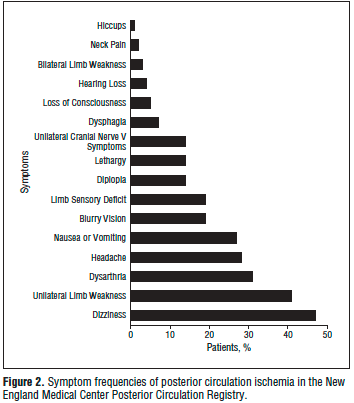 Hiccups
Neck Pain
Bilateral Limb Weakness
Hearing Loss
Loss of Consciousness
Dysphagia
Unilateral Cranial Nerve V
Symptoms
Lethargy
Diplopia
Limb Sensory Deficit
Blurry Vision
Nausea or Vomiting
Headache
Dysarthria
Unilateral Limb Weakness
Dizziness
Symptoms
0 10 20 30 40 50
Patients, %
Figure 2. Symptom frequencies of posterior circulation ischemia in the New
England Medical Center Posterior Circulation Registry.